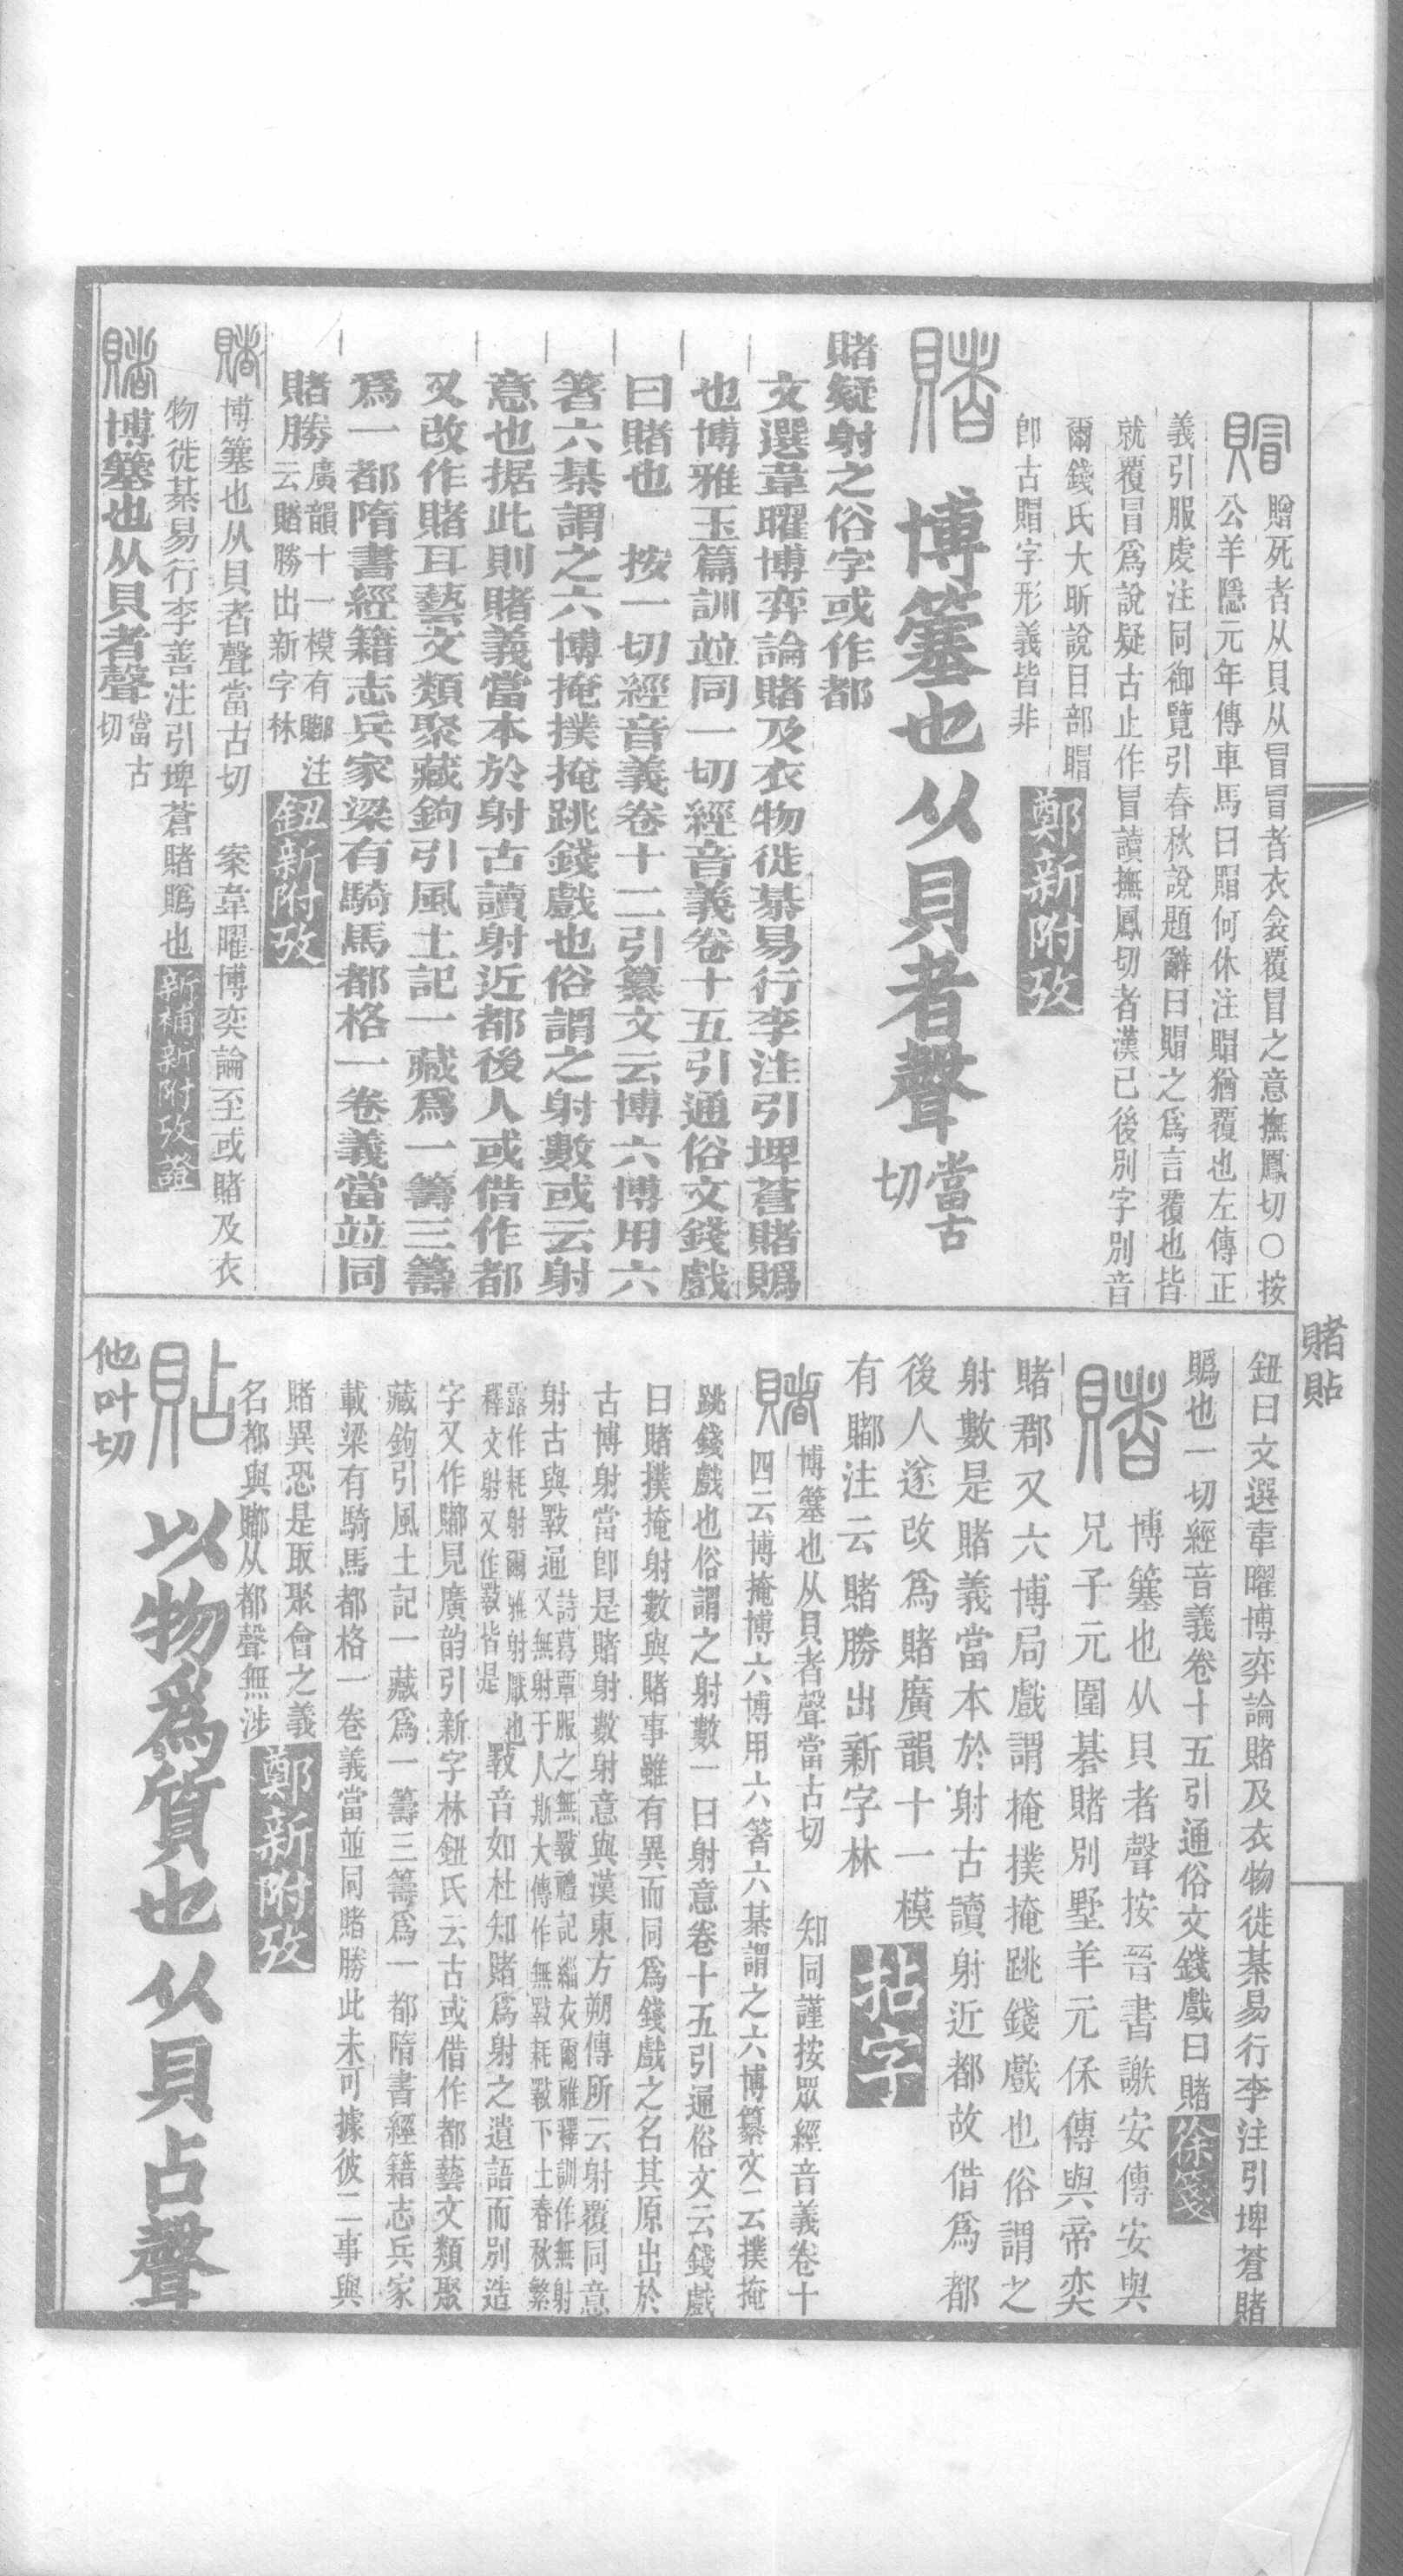 賵 贈死者从貝从冒冒者衣衾覆冒之意撫鳳切○按
公羊隱元年傳車馬曰賵何休注賵猶覆也左傳正
義引服虔注同御覽引春秋說題辭曰賵之爲言覆也皆
就覆冒爲說疑古止作冒讀撫鳳切者漢已後別字別音
爾錢氏大昕說目部䀛
卽古賵字形義皆非
鄭新附攷
賭 博簺也从貝者聲
當古切
賭疑射之俗字或作都
文選韋曜博弈論賭及衣物徙棊易行李注引埤蒼賭賜
也博雅玉篇訓竝同一切經音義卷十五引通俗文錢戲
曰賭也 按一切經音義卷十二引纂文云博六博用六
箸六棊謂之六博掩撲掩跳錢戲也俗謂之射數或云射
意也据此則賭義當本於射古讀射近都後人或借作都
又改作賭耳藝文類聚藏鉤引風土記一藏爲一籌三籌
爲一都隋書經籍志兵家梁有騎馬都格一卷義當竝同
賭勝
廣韻十一模有䣝注
云賭勝出新字林
鈕新附攷
賭 博簺也从貝者聲當古切 案韋曜博奕論至或賭及衣
物徙棊易行李善注引埤蒼賭賜也
新補新附攷證
賭 博簺也从貝者聲
當古切
賭貼
鈕曰文選韋曜博弈論賭及衣物徙棊易行李注引埤蒼賭
賜也一切經音義卷十五引通俗文錢戲曰賭
徐箋
賭 博簺也从貝者聲按晉書謝安傳安與
兄子元圍碁賭別墅羊元保傳與帝奕
賭郡又六博局戲謂掩撲掩跳錢戲也俗謂之
射數是賭義當本於射古讀射近都故借爲都
後人遂改爲賭廣韻十一模
有䣝注云賭勝出新字林
拈字
賭 博簺也从貝者聲當古切 知同謹按眾經音義卷十
四云博掩博六博用六箸六棊謂之六博纂文云撲掩
跳錢戲也俗謂之射數一曰射意卷十五引通俗文云錢戲
曰賭撲掩射數與賭事雖有異而同爲錢戲之名其原出於
古博射當卽是賭射數射意與漢東方朔傳所云射覆同意
射古與斁通
詩葛覃服之無斁禮記緇衣爾雅釋訓作無射
又無射于人斯大傳作無斁耗斁下土春秋繁
露作耗射爾雅射厭也
釋文射又作斁皆是
斁音如杜知賭爲射之遺語而別造
字又作䣝見廣韵引新字林鈕氏云古或借作都藝文類聚
藏鉤引風土記一藏爲一籌三籌爲一都隋書經籍志兵家
載梁有騎馬都格一卷義當並同賭勝此未可據彼二事與
賭異恐是取聚會之義
名都與䣝从都聲無涉
鄭新附攷
貼 以物爲質也从貝占聲
他叶切